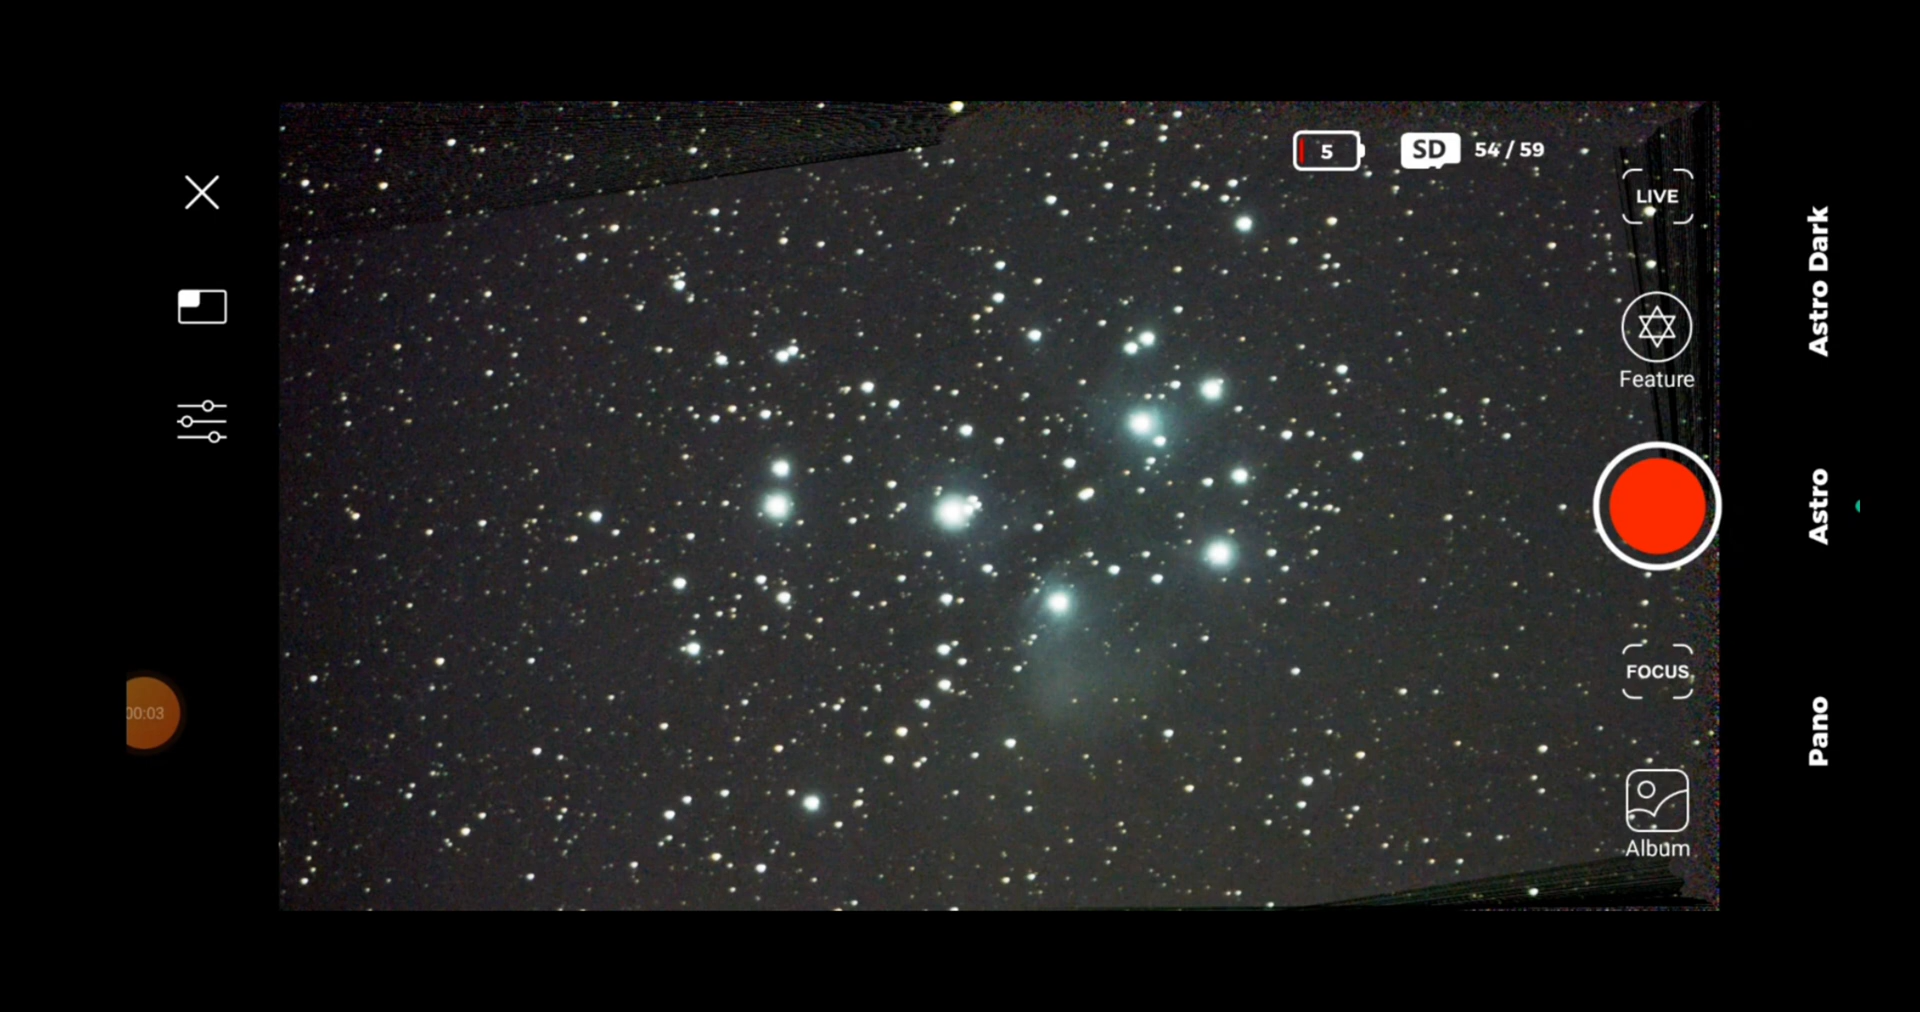 5
SD
54 / 59
LIVE
Feature
FOCUS
Album
Astro Dark
Astro
Pano
00:03